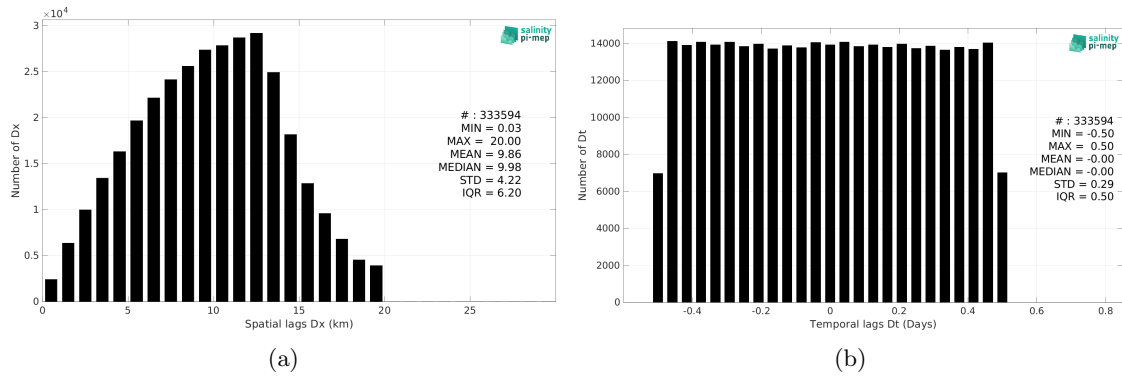 ×10⁴
3
2.5
2
1.5
1
0.5
0
Number of Dx
0
5
10
15
20
25
Spatial lags Dx (km)
salinity
pi-mep
# : 333594
MIN = 0.03
MAX = 20.00
MEAN = 9.86
MEDIAN = 9.98
STD = 4.22
IQR = 6.20
(a)
14000
12000
10000
8000
6000
4000
2000
0
Number of Dt
-0.4
-0.2
0
0.2
0.4
0.6
0.8
Temporal lags Dt (Days)
salinity
pi-mep
# : 333594
MIN = -0.50
MAX = 0.50
MEAN = -0.00
MEDIAN = -0.00
STD = 0.29
IQR = 0.50
(b)